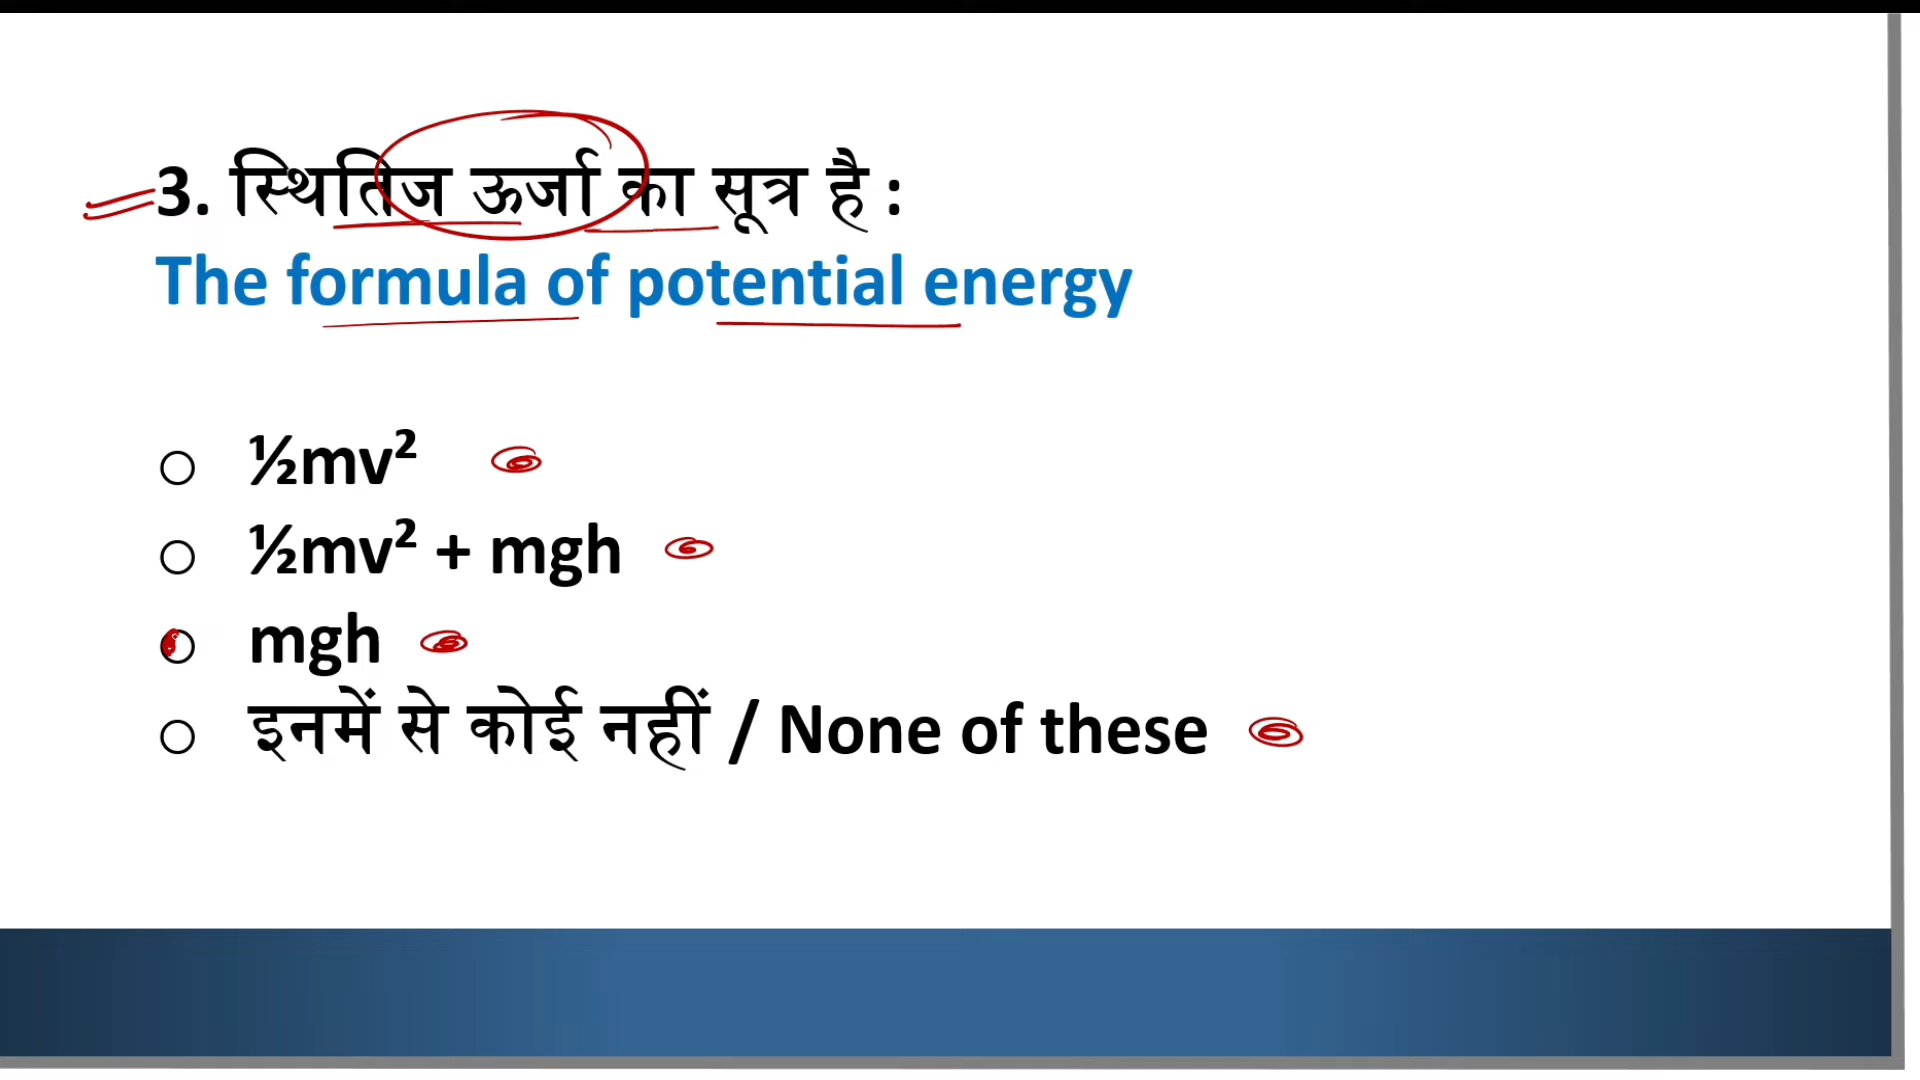 3. स्थितिज ऊर्जा का सूत्र है :
The formula of potential energy
½mv²
½mv² + mgh
mgh
इनमें से कोई नहीं / None of these